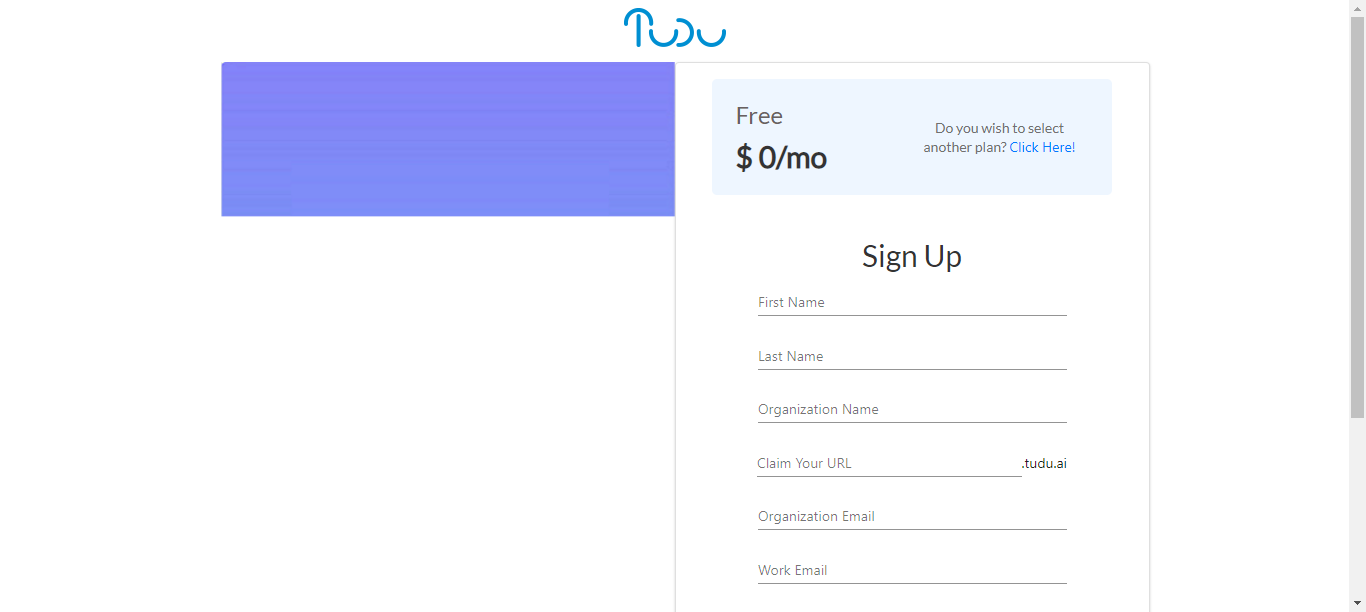 Tudu
Free
$ 0/mo
Do you wish to select
another plan? Click Here!
Sign Up
First Name
Last Name
Organization Name
Claim Your URL .tudu.ai
Organization Email
Work Email